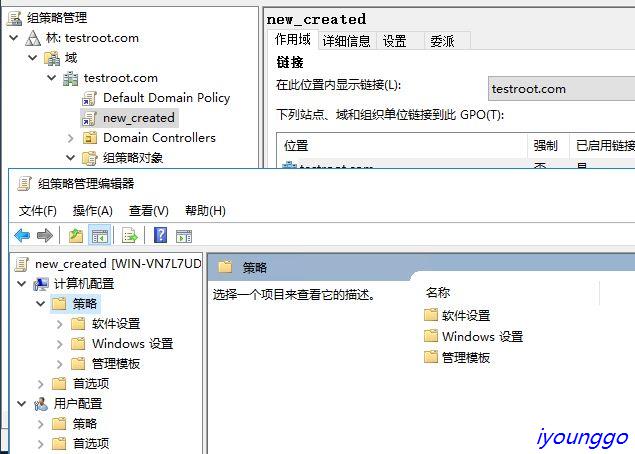 组策略管理
林: testroot.com
域
testroot.com
Default Domain Policy
new_created
Domain Controllers
组策略对象
new_created
作用域 详细信息 设置 委派
链接
在此位置内显示链接(L): testroot.com
下列站点、域和组织单位链接到此 GPO(T):
位置 强制 已启用链接
testroot.com 否 是
组策略管理编辑器
文件(F) 操作(A) 查看(V) 帮助(H)
new_created [WIN-VN7L7UD
计算机配置
策略
软件设置
Windows 设置
管理模板
首选项
用户配置
策略
首选项
策略
选择一个项目来查看它的描述。
名称
软件设置
Windows 设置
管理模板
iyounggo